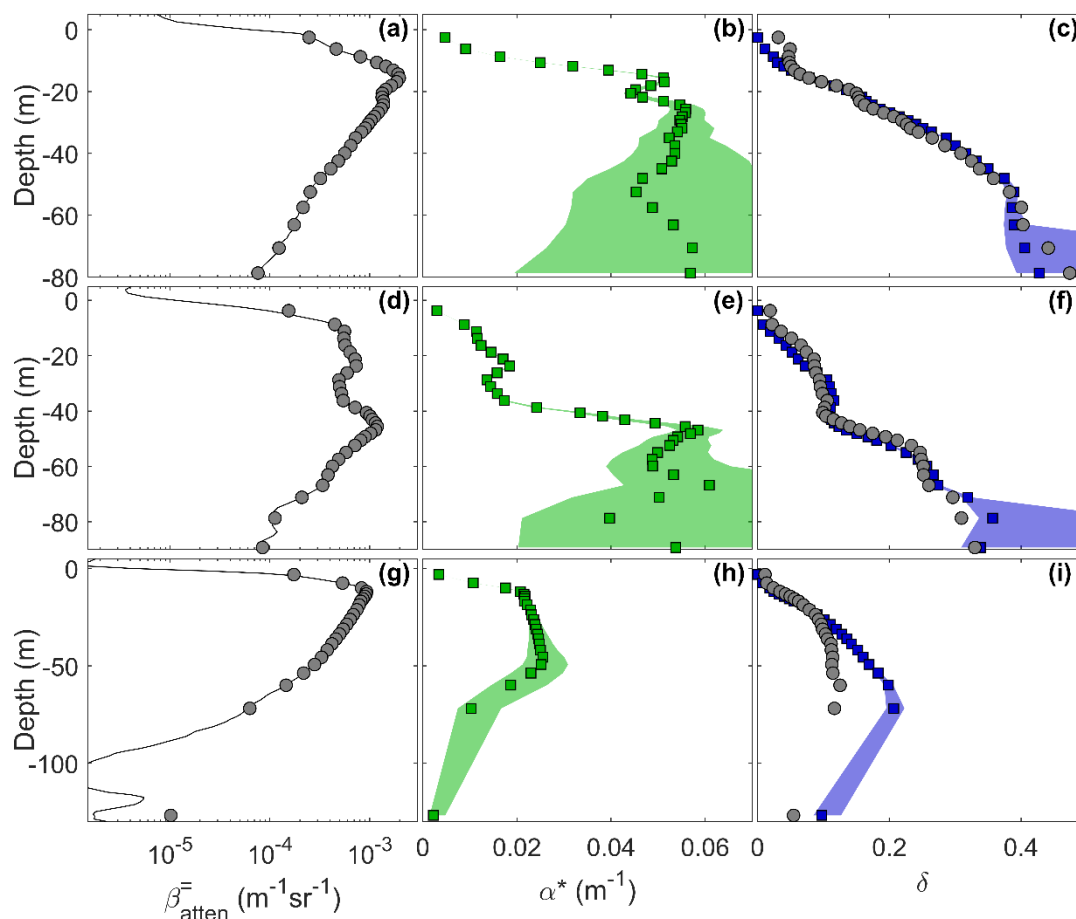 (a) (b) (c)
0
-20
-40
-60
-80
Depth (m)
(d) (e) (f)
0
-20
-40
-60
-80
Depth (m)
(g) (h) (i)
0
-50
-100
Depth (m)
10⁻⁵ 10⁻⁴ 10⁻³ 0 0.02 0.04 0.06 0 0.2 0.4
β⁼atten (m⁻¹sr⁻¹) α* (m⁻¹) δ